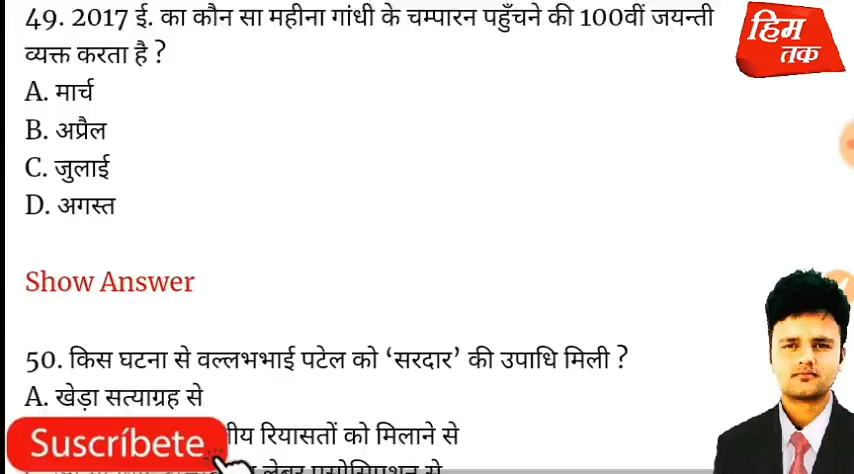 49. 2017 ई. का कौन सा महीना गांधी के चम्पारन पहुँचने की 100वीं जयन्ती
व्यक्त करता है ?
A. मार्च
B. अप्रैल
C. जुलाई
D. अगस्त
हिम
तक
Show Answer
50. किस घटना से वल्लभभाई पटेल को ‘सरदार’ की उपाधि मिली ?
A. खेड़ा सत्याग्रह से
रियासतों को मिलाने से
Suscríbete